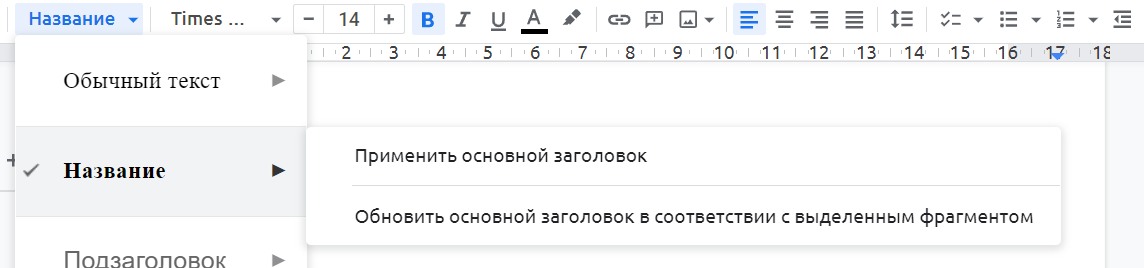 Название Times ... − 14 + B I U A
2 3 4 5 6 7 8 9 10 11 12 13 14 15 16 17 18
Обычный текст
Название
Применить основной заголовок
Обновить основной заголовок в соответствии с выделенным фрагментом
Подзаголовок